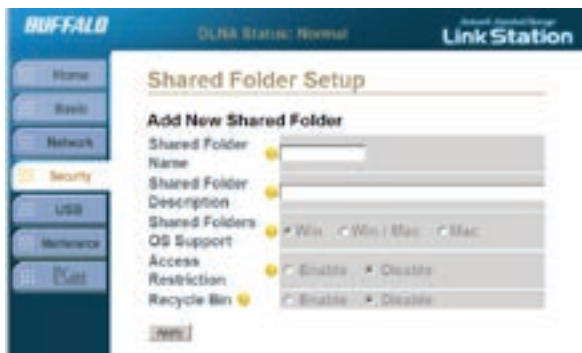 BUFFALO
DLNA Status: Normal
LinkStation
Home
Basic
Network
Security
USB
Maintenance
Shared Folder Setup
Add New Shared Folder
Shared Folder Name
Shared Folder Description
Shared Folders OS Support
Win Win / Mac Mac
Access Restriction
Enable Disable
Recycle Bin
Enable Disable
Apply